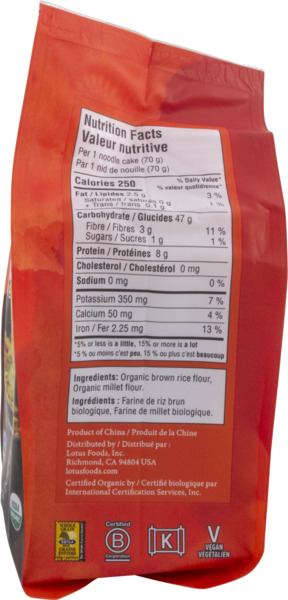 Nutrition Facts
Valeur nutritive
Per 1 noodle cake (70 g)
Par 1 nid de nouille (70 g)
Calories 250
% Daily Value*
% valeur quotidienne*
Fat / Lipides 2.5 g 3 %
Saturated / saturés 0 g
+ Trans / trans 0.1 g 1 %
Carbohydrate / Glucides 47 g
Fibre / Fibres 3 g 11 %
Sugars / Sucres 1 g 1 %
Protein / Protéines 8 g
Cholesterol / Cholestérol 0 mg
Sodium 0 mg 0 %
Potassium 350 mg 7 %
Calcium 50 mg 4 %
Iron / Fer 2.25 mg 13 %
*5% or less is a little, 15% or more is a lot
*5 % ou moins c'est peu, 15 % ou plus c'est beaucoup
Ingredients: Organic brown rice flour,
Organic millet flour.
Ingrédients : Farine de riz brun
biologique, Farine de millet biologique.
Product of China / Produit de la Chine
Distributed by / Distribué par :
Lotus Foods, Inc.
Richmond, CA 94804 USA
lotusfoods.com
Certified Organic by / Certifié biologique par
International Certification Services, Inc.
USDA
WHOLE
GRAIN
Certified
B
Corporation
K
V
VEGAN
VÉGÉTALIEN